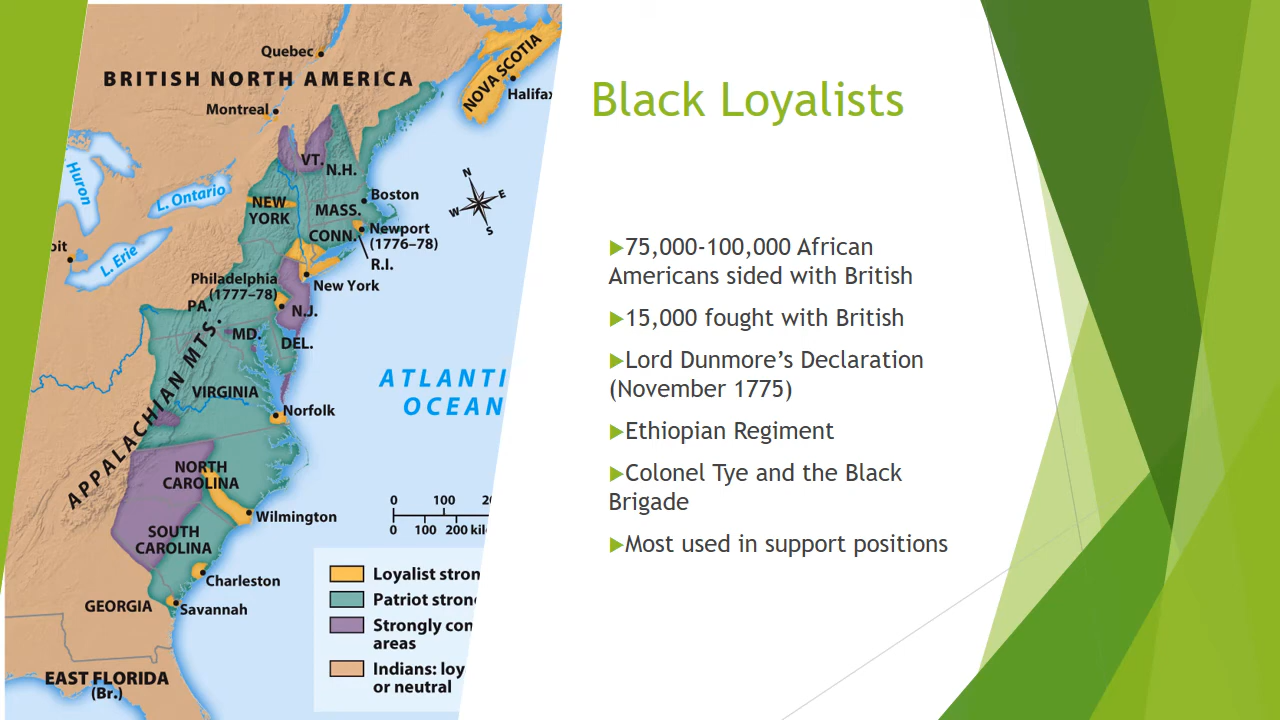 Quebec
BRITISH NORTH AMERICA
NOVA SCOTIA
Halifax
Montreal
Huron
VT.
N.H.
L. Ontario
Boston
NEW
YORK
MASS.
CONN.
Newport
(1776–78)
R.I.
L. Erie
Philadelphia
(1777–78)
New York
PA.
N.J.
MD.
DEL.
APPALACHIAN MTS.
VIRGINIA
Norfolk
ATLANTI
OCEAN
NORTH
CAROLINA
Wilmington
SOUTH
CAROLINA
Charleston
GEORGIA
Savannah
EAST FLORIDA
(Br.)
N
E
S
W
0 100
0 100 200
Loyalist
Patriot
Strongly
areas
Indians:
or neutral
Black Loyalists
75,000-100,000 African
Americans sided with British
15,000 fought with British
Lord Dunmore’s Declaration
(November 1775)
Ethiopian Regiment
Colonel Tye and the Black
Brigade
Most used in support positions